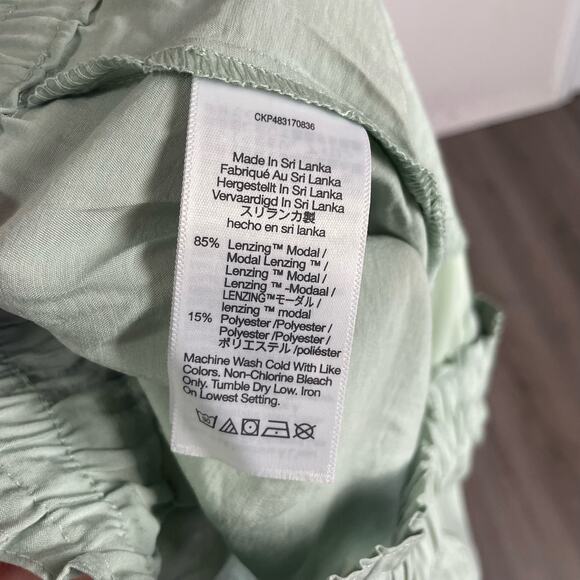 CKP483170836
Made In Sri Lanka
Fabriqué Au Sri Lanka
Hergestellt In Sri Lanka
Vervaardigd In Sri Lanka
スリランカ製
hecho en sri lanka
85% Lenzing ™ Modal /
Modal Lenzing ™ /
Lenzing ™ Modal /
Lenzing ™ -Modaal /
LENZING™モーダル /
lenzing ™ modal
15% Polyester /Polyester /
Polyester /Polyester /
ポリエステル /poliéster
Machine Wash Cold With Like
Colors. Non-Chlorine Bleach
Only. Tumble Dry Low. Iron
On Lowest Setting.